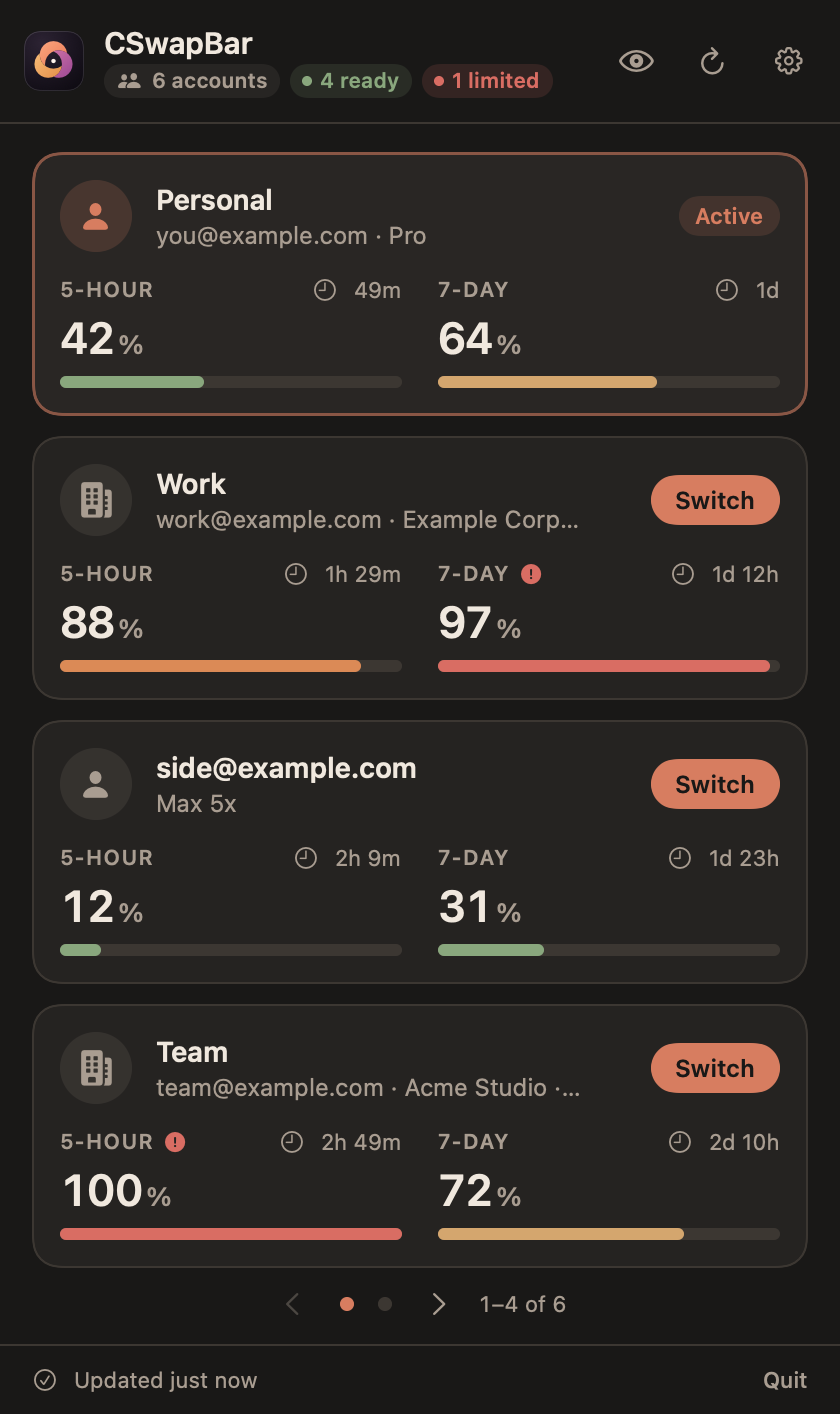 CSwapBar
6 accounts
4 ready
1 limited
Personal
you@example.com · Pro
Active
5-HOUR
49m
7-DAY
1d
42%
64%
Work
work@example.com · Example Corp...
Switch
5-HOUR
1h 29m
7-DAY
1d 12h
88%
97%
side@example.com
Max 5x
Switch
5-HOUR
2h 9m
7-DAY
1d 23h
12%
31%
Team
team@example.com · Acme Studio ·...
Switch
5-HOUR
2h 49m
7-DAY
2d 10h
100%
72%
1–4 of 6
Updated just now
Quit